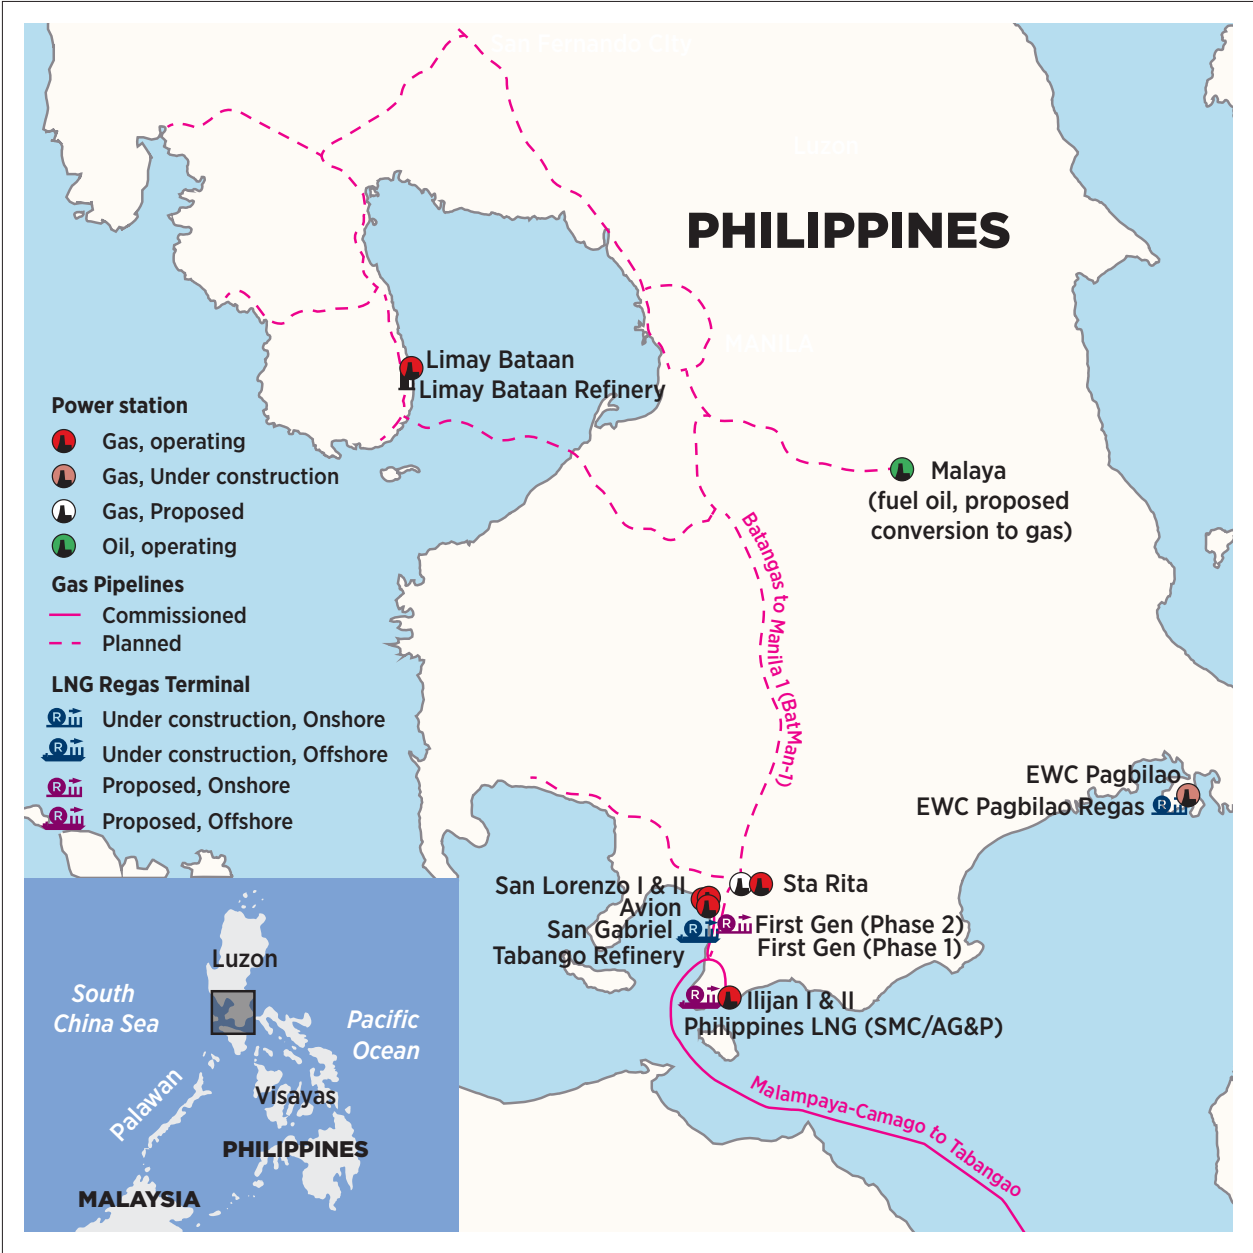 San Fernando City
Luzon
PHILIPPINES
MANILA
Limay Bataan
Limay Bataan Refinery
Power station
Gas, operating
Gas, Under construction
Gas, Proposed
Oil, operating
Gas Pipelines
Commissioned
Planned
LNG Regas Terminal
R
Under construction, Onshore
R
Under construction, Offshore
R
Proposed, Onshore
R
Proposed, Offshore
Malaya
(fuel oil, proposed
conversion to gas)
Batangas to Manila 1 (BatMan-1)
EWC Pagbilao
EWC Pagbilao Regas
R
San Lorenzo I & II
Avion
San Gabriel
R
Tabango Refinery
Sta Rita
R
First Gen (Phase 2)
First Gen (Phase 1)
R
Ilijan I & II
Philippines LNG (SMC/AG&P)
Malampaya-Camago to Tabangao
Luzon
South
China Sea
Pacific
Ocean
Palawan
Visayas
PHILIPPINES
MALAYSIA